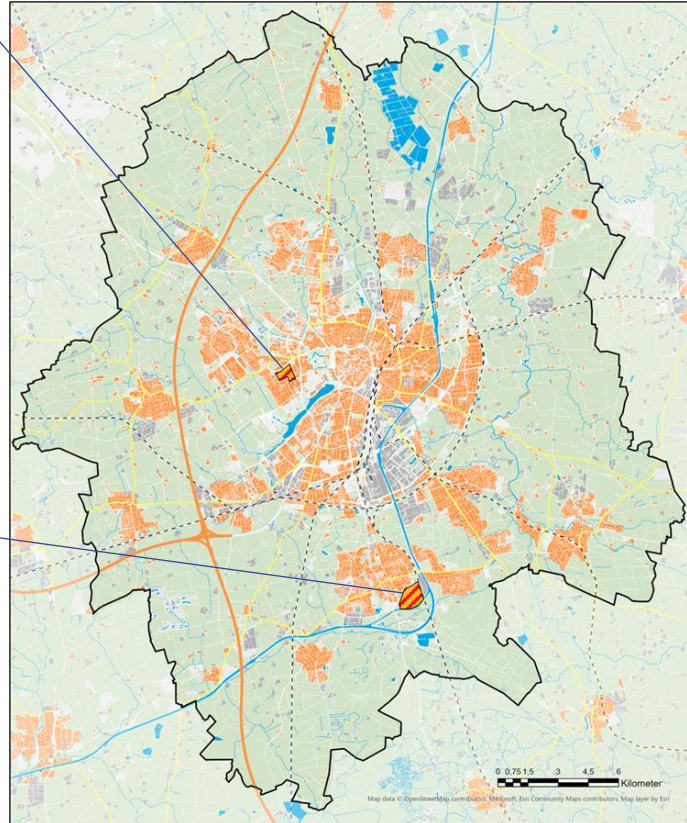 0 0,75 1,5 3 4,5 6
Kilometer
Map data © OpenStreetMap contributors, Microsoft, Esri Community Maps contributors, Map layer by Esri